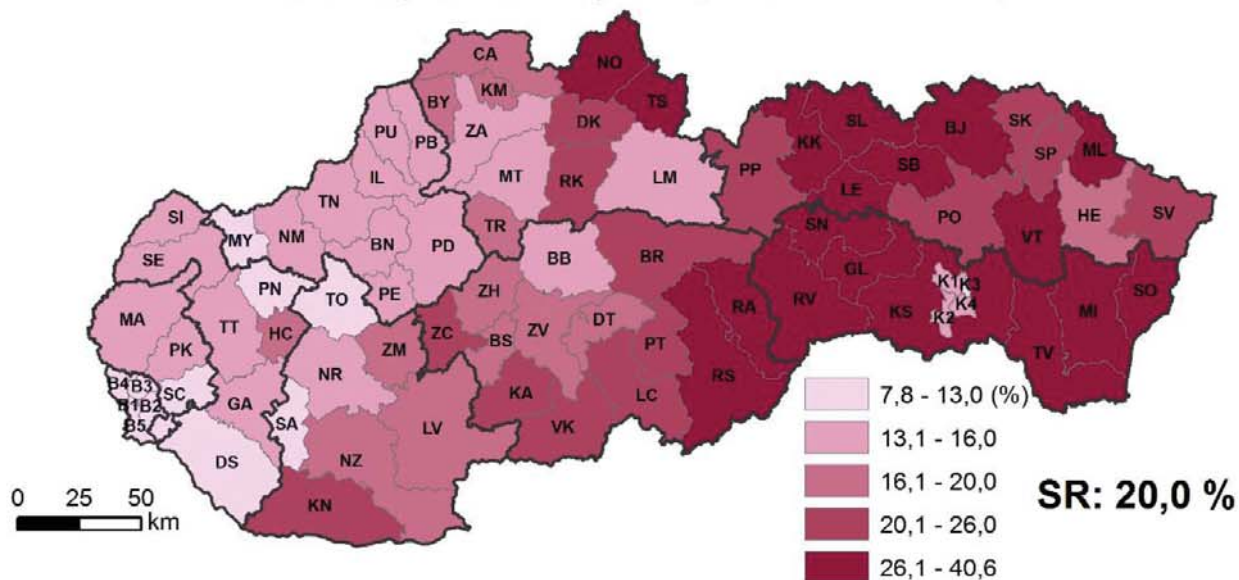 CA
NO
KM
BY
TS
DK
PU
PB
ZA
SL
BJ
SK
KK
SP
ML
SB
IL
MT
RK
LM
PP
LE
TN
PO
HE
SV
SI
MY
NM
BN
PD
TR
SN
VT
SE
BB
BR
GL
K1
K3
SO
PN
TO
PE
ZH
RA
RV
KS
K4
K2
MI
MA
TT
HC
ZM
ZC
BS
ZV
DT
PT
TV
PK
NR
RS
B4 B3
SC
B1 B2
B5
GA
SA
KA
LC
LV
VK
DS
NZ
KN
0 25 50
km
7,8 - 13,0 (%)
13,1 - 16,0
16,1 - 20,0
20,1 - 26,0
26,1 - 40,6
SR: 20,0 %